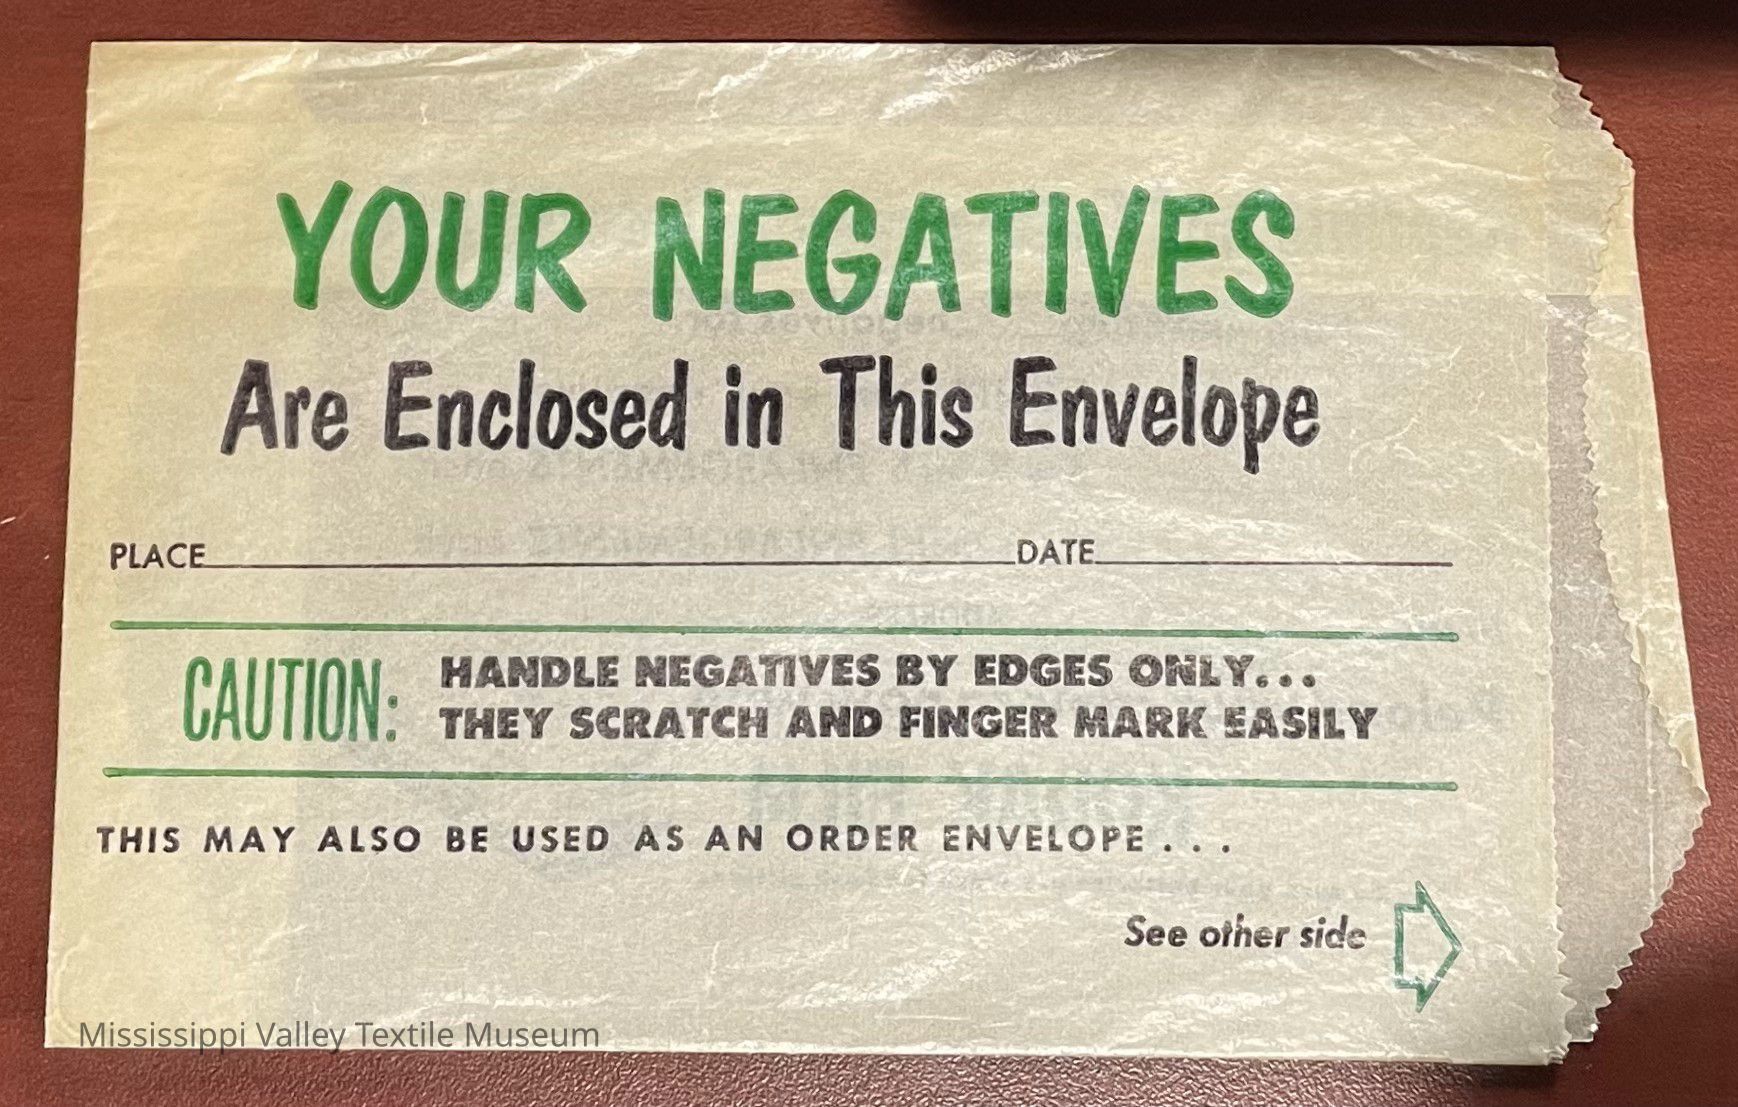 YOUR NEGATIVES
Are Enclosed in This Envelope
PLACE DATE
CAUTION: HANDLE NEGATIVES BY EDGES ONLY...
THEY SCRATCH AND FINGER MARK EASILY
THIS MAY ALSO BE USED AS AN ORDER ENVELOPE...
See other side
Mississippi Valley Textile Museum